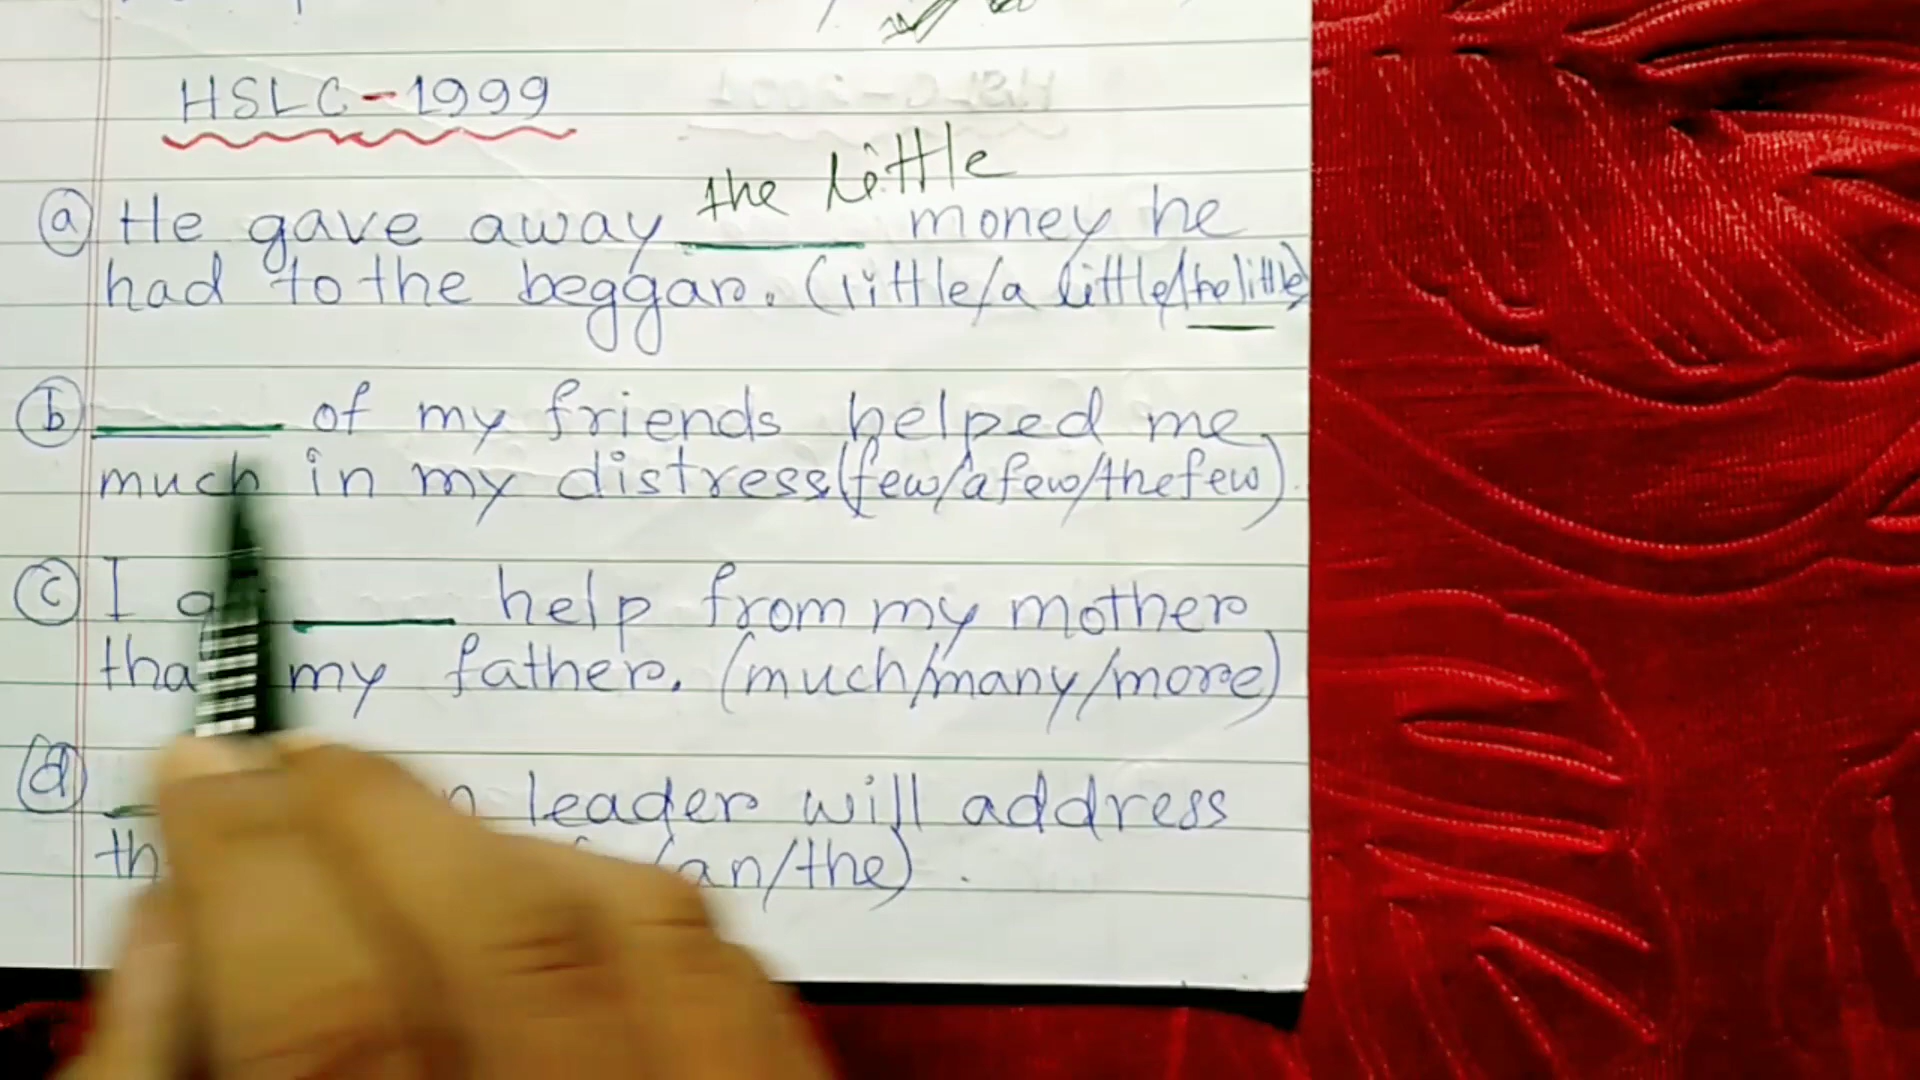 HSLC-1999
the little
(a) He gave away ______ money he
had to the beggar. (little/a little/the little)
(b) ______ of my friends helped me
much in my distress (few/a few/the few).
(c) I ______ help from my mother
my father. (much/many/more)
(d) ______ leader will address
an/the).